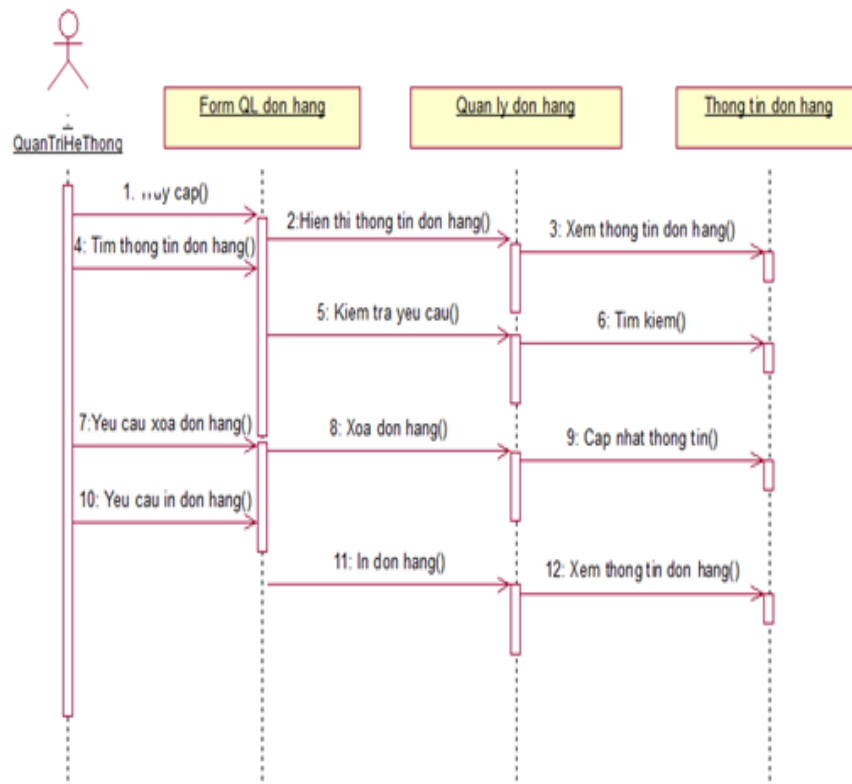 Form QL don hang
Quan ly don hang
Thong tin don hang
QuanTriHeThong
1. cap()
2:Hien thi thong tin don hang()
3: Xem thong tin don hang()
4: Tim thong tin don hang()
5: Kiem tra yeu cau()
6: Tim kiem()
7:Yeu cau xoa don hang()
8: Xoa don hang()
9: Cap nhat thong tin()
10: Yeu cau in don hang()
11: In don hang()
12: Xem thong tin don hang()